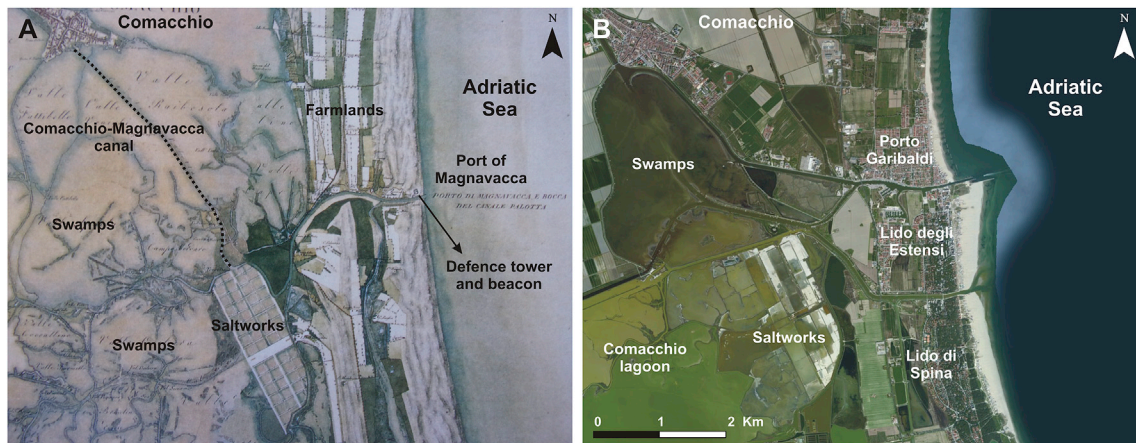 A
Comacchio
N
Adriatic
Sea
Farmlands
Comacchio-Magnavacca
canal
Port of
Magnavacca
PORTO DI MAGNAVACCA E BOCCA
DEL CANALE PALOTTA
Swamps
Defence tower
and beacon
Saltworks
Swamps
B
Comacchio
N
Adriatic
Sea
Porto
Garibaldi
Swamps
Lido degli
Estensi
Saltworks
Comacchio
lagoon
Lido di
Spina
0 1 2 Km